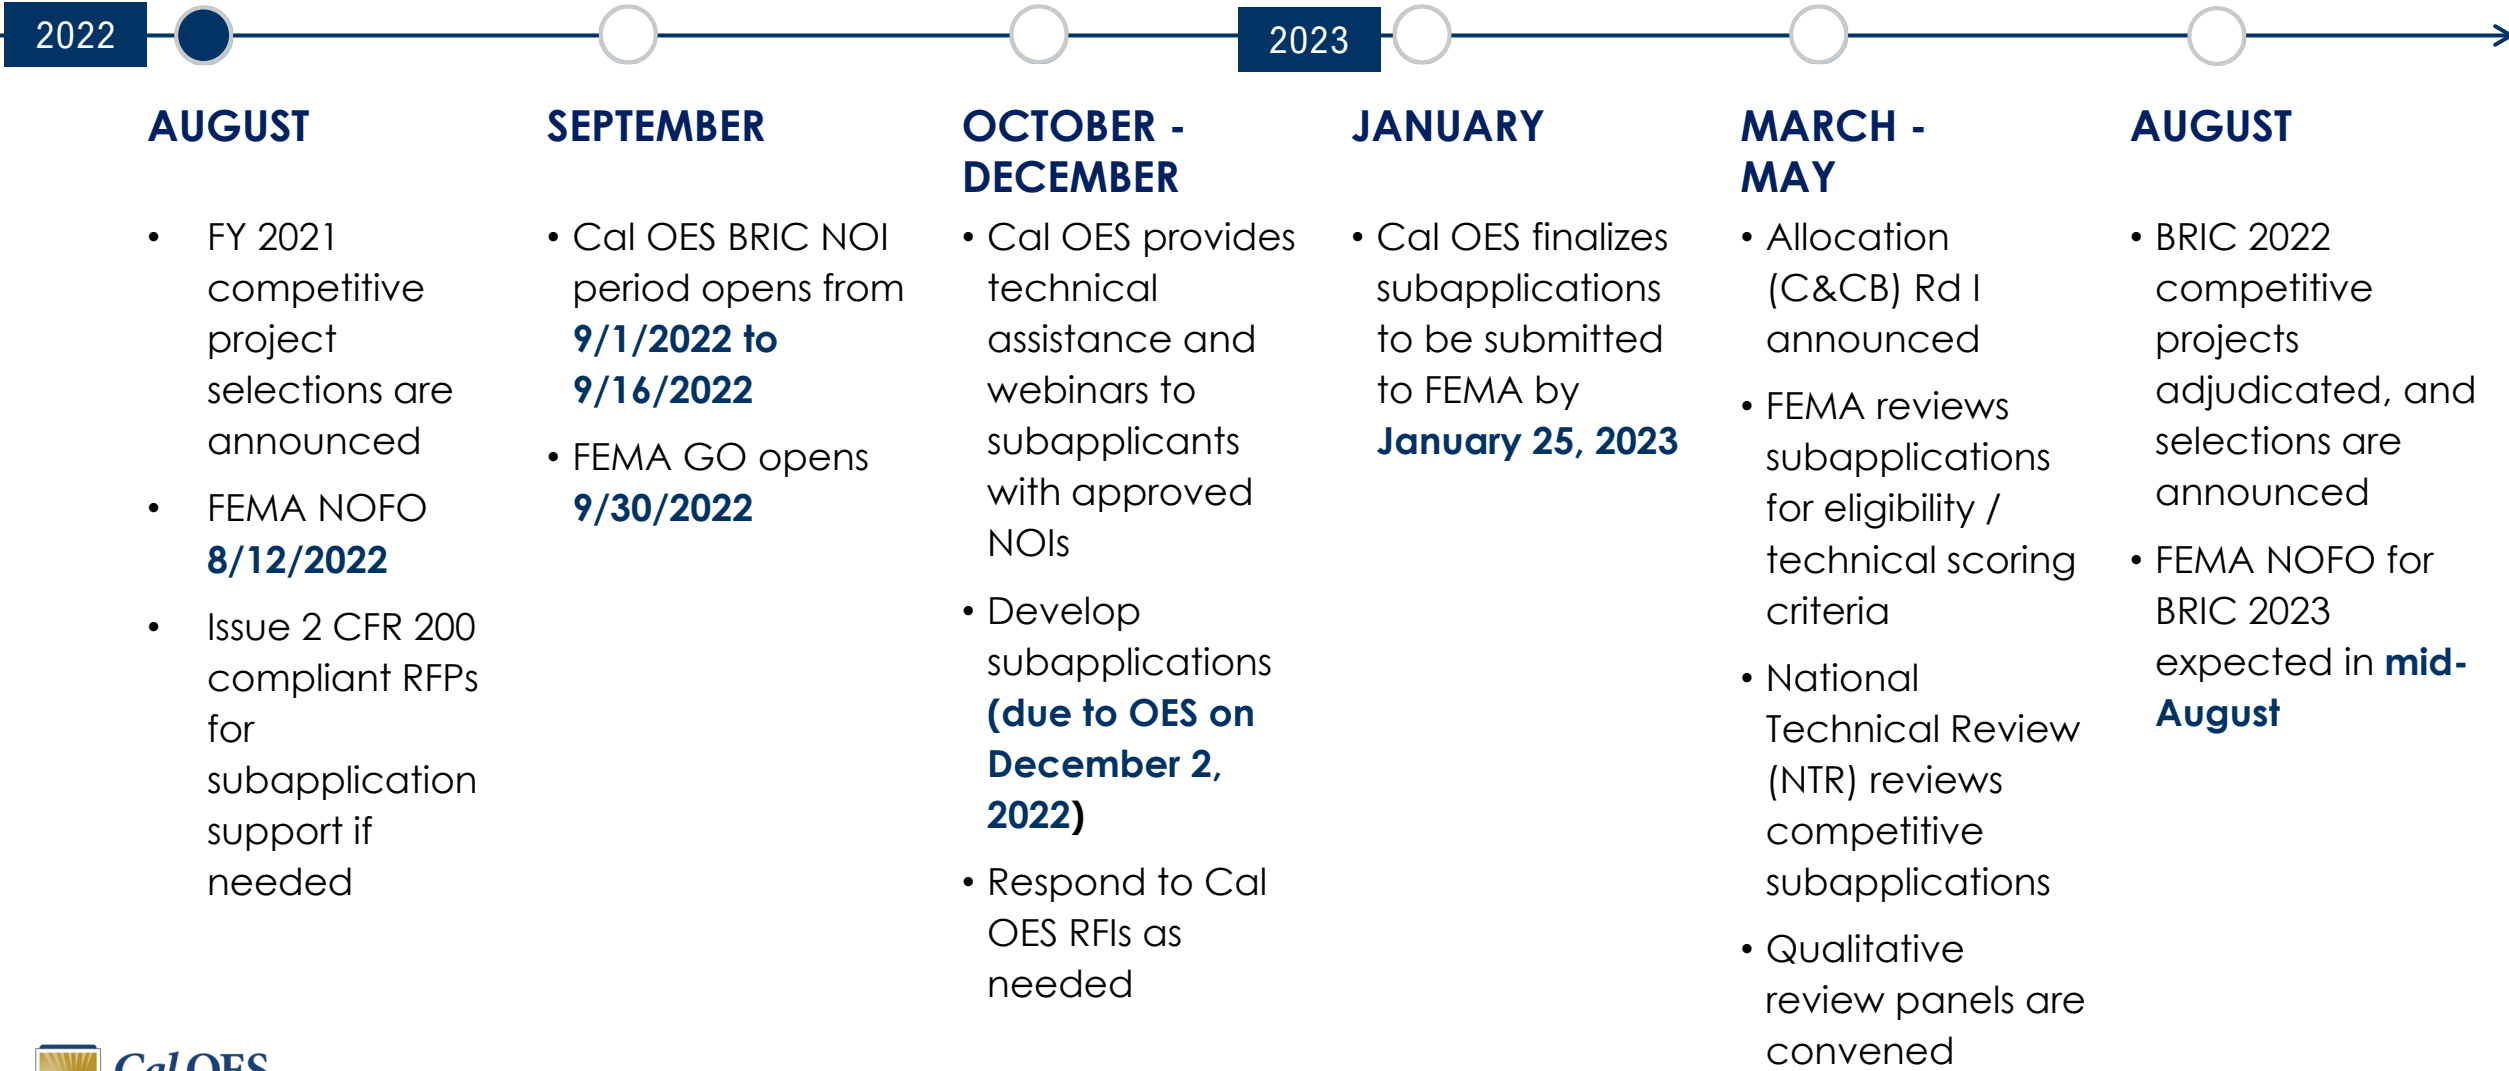 2022
2023
AUGUST
• FY 2021
competitive
project
selections are
announced
• FEMA NOFO
8/12/2022
• Issue 2 CFR 200
compliant RFPs
for
subapplication
support if
needed
SEPTEMBER
• Cal OES BRIC NOI
period opens from
9/1/2022 to
9/16/2022
• FEMA GO opens
9/30/2022
OCTOBER -
DECEMBER
• Cal OES provides
technical
assistance and
webinars to
subapplicants
with approved
NOIs
• Develop
subapplications
(due to OES on
December 2,
2022)
• Respond to Cal
OES RFIs as
needed
JANUARY
• Cal OES finalizes
subapplications
to be submitted
to FEMA by
January 25, 2023
MARCH -
MAY
• Allocation
(C&CB) Rd I
announced
• FEMA reviews
subapplications
for eligibility /
technical scoring
criteria
• National
Technical Review
(NTR) reviews
competitive
subapplications
• Qualitative
review panels are
convened
AUGUST
• BRIC 2022
competitive
projects
adjudicated, and
selections are
announced
• FEMA NOFO for
BRIC 2023
expected in mid-
August
Cal OES